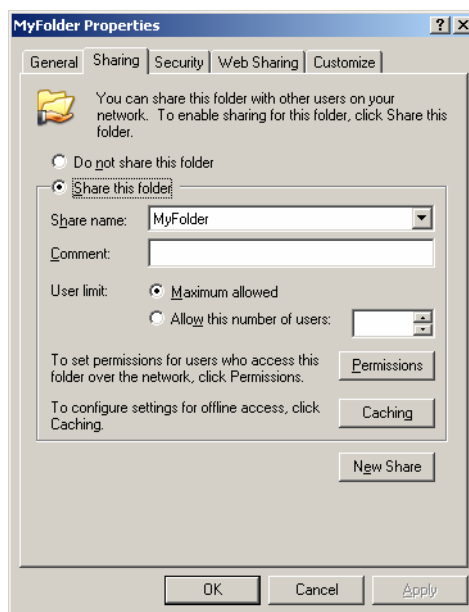 MyFolder Properties
General Sharing Security Web Sharing Customize
You can share this folder with other users on your
network. To enable sharing for this folder, click Share this
folder.
Do not share this folder
Share this folder
Share name: MyFolder
Comment:
User limit: Maximum allowed
Allow this number of users:
To set permissions for users who access this
folder over the network, click Permissions.
Permissions
To configure settings for offline access, click
Caching.
Caching
New Share
OK Cancel Apply